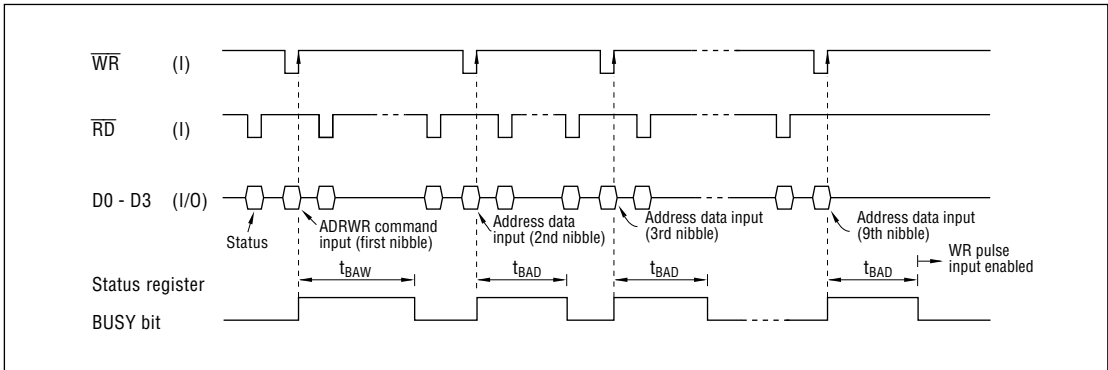 WR (I)
RD (I)
D0 - D3 (I/O)
Status
ADRWR command
input (first nibble)
Address data
input (2nd nibble)
Address data input
(3rd nibble)
Address data input
(9th nibble)
tBAW
tBAD
tBAD
tBAD
WR pulse
input enabled
Status register
BUSY bit